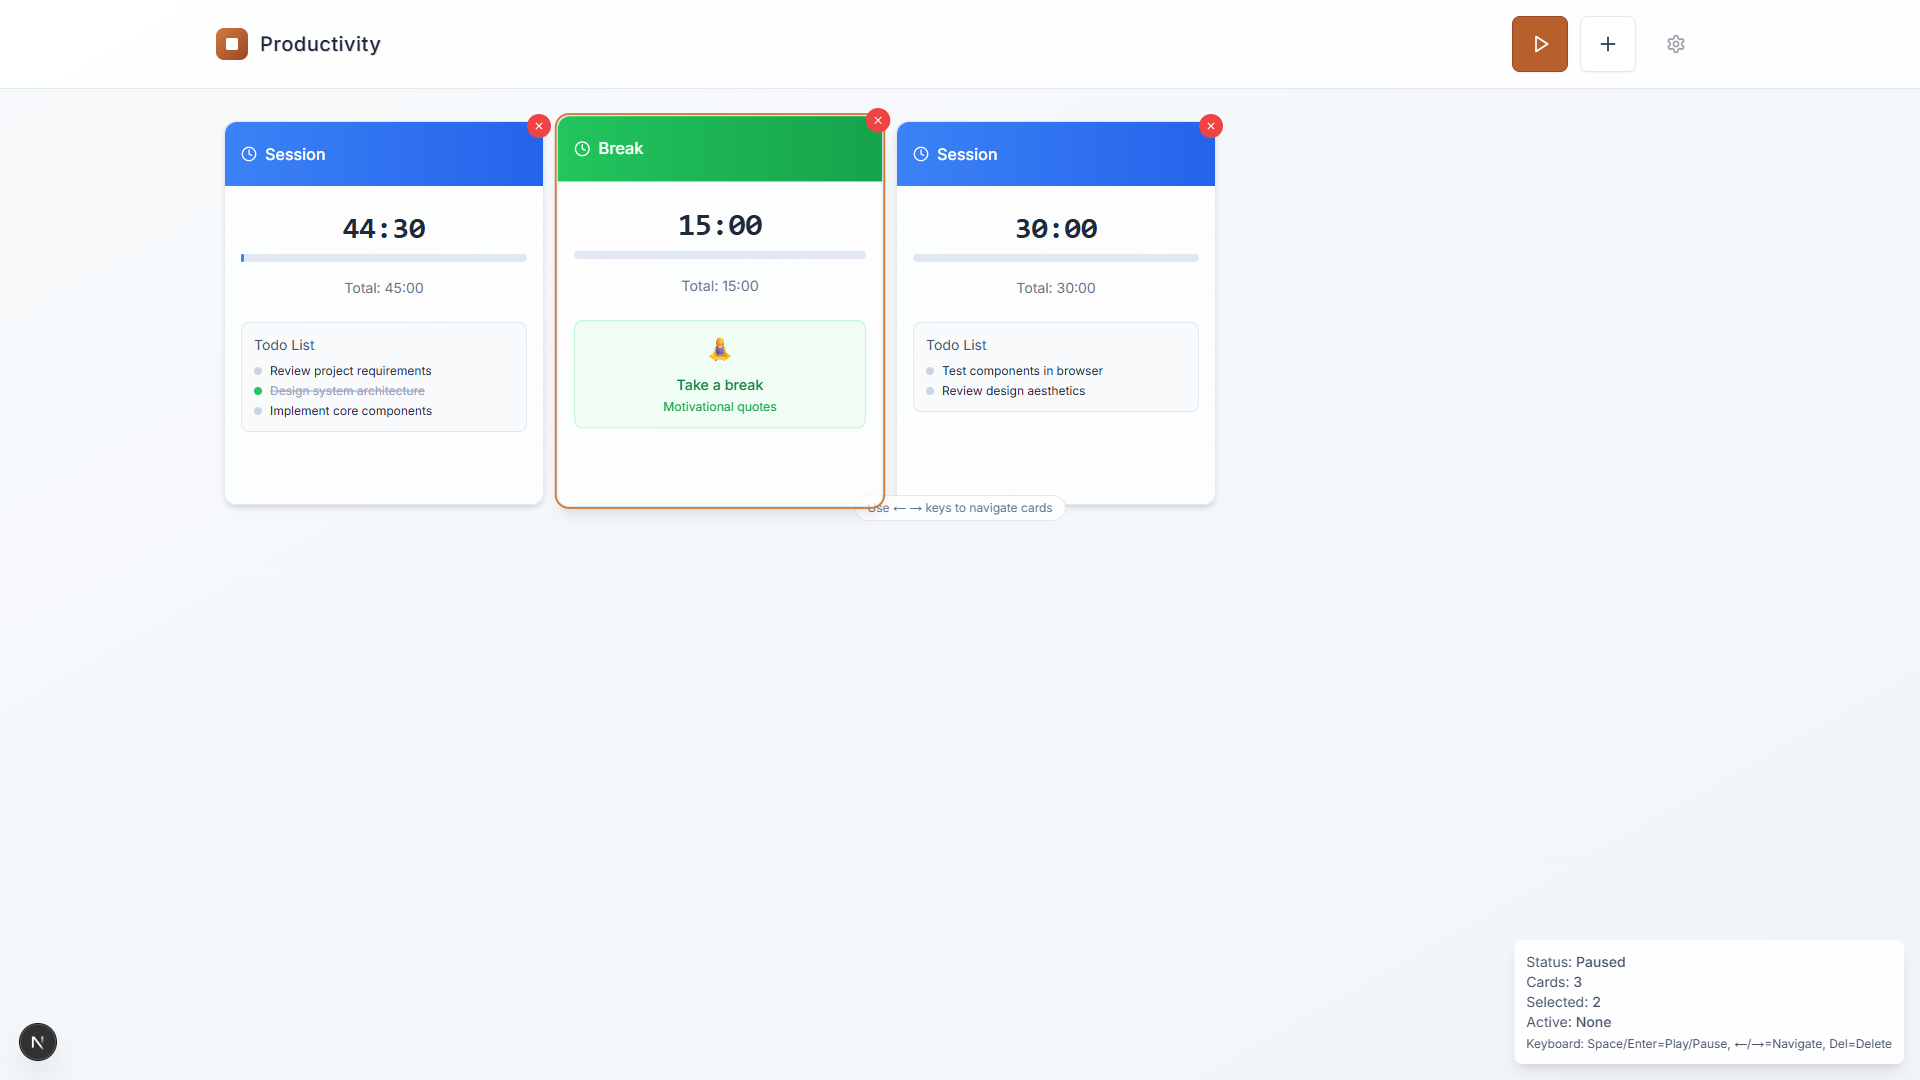 Productivity
Session
44:30
Total: 45:00
Todo List
Review project requirements
Design system architecture
Implement core components
Break
15:00
Total: 15:00
Take a break
Motivational quotes
Session
30:00
Total: 30:00
Todo List
Test components in browser
Review design aesthetics
Use ← → keys to navigate cards
Status: Paused
Cards: 3
Selected: 2
Active: None
Keyboard: Space/Enter=Play/Pause, ←/→=Navigate, Del=Delete
N